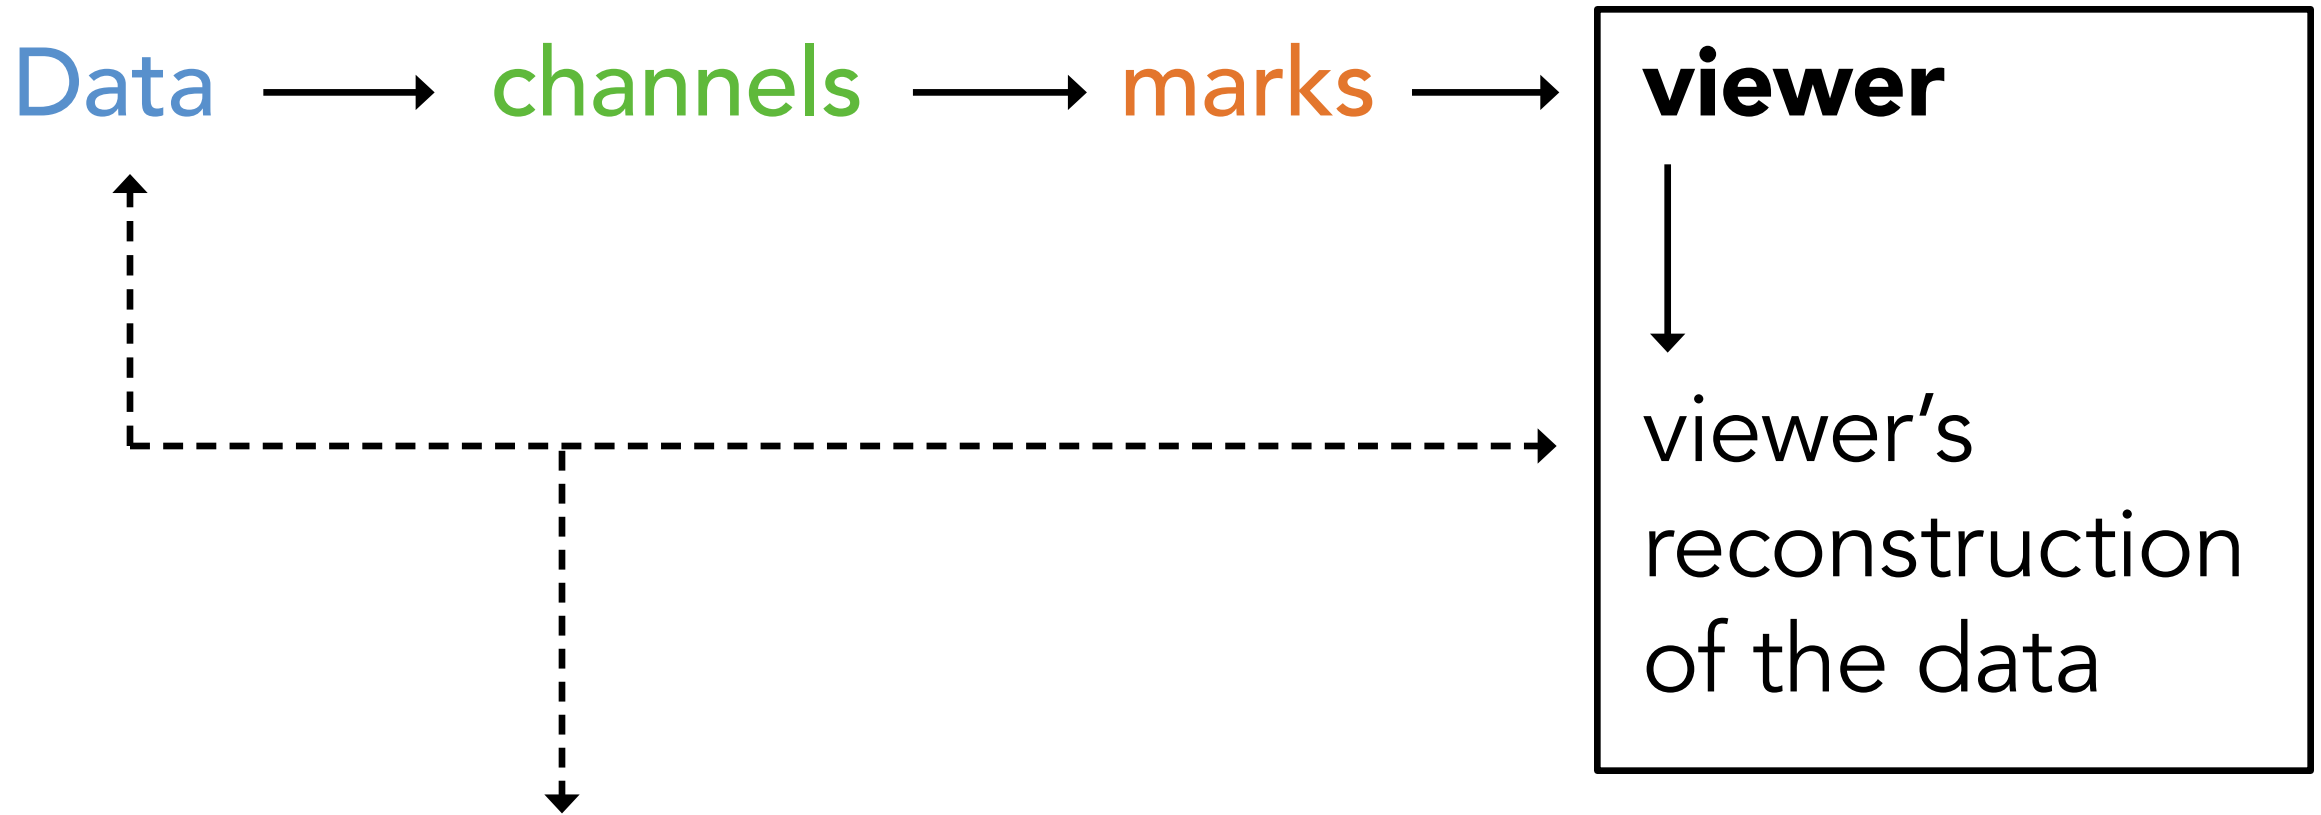 Data channels marks viewer
viewer’s
reconstruction
of the data